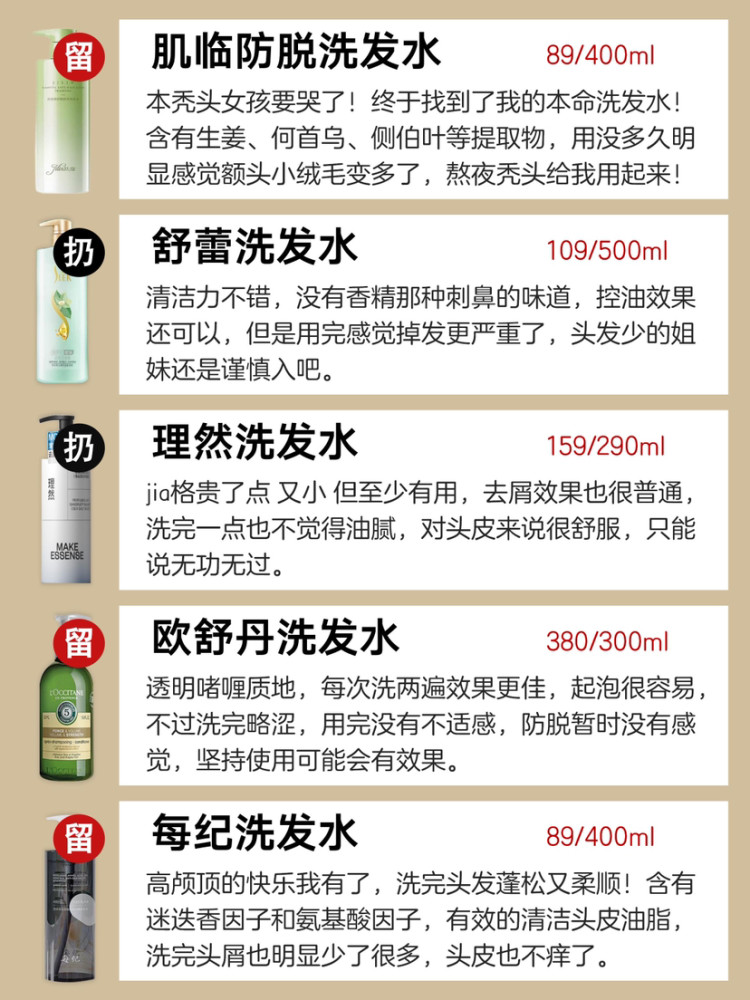 留
肌临防脱洗发水
89/400ml
本秃头女孩要哭了！终于找到了我的本命洗发水！
含有生姜、何首乌、侧伯叶等提取物，用没多久明
显感觉额头小绒毛变多了，熬夜秃头给我用起来！
扔
舒蕾洗发水
109/500ml
清洁力不错，没有香精那种刺鼻的味道，控油效果
还可以，但是用完感觉掉发更严重了，头发少的姐
妹还是谨慎入吧。
扔
理然
MAKE
ESSENSE
理然洗发水
159/290ml
jia格贵了点 又小 但至少有用，去屑效果也很普通，
洗完一点也不觉得油腻，对头皮来说很舒服，只能
说无功无过。
留
L'OCCITANE
5
欧舒丹洗发水
380/300ml
透明啫喱质地，每次洗两遍效果更佳，起泡很容易，
不过洗完略涩，用完没有不适感，防脱暂时没有感
觉，坚持使用可能会有效果。
留
每纪
每纪洗发水
89/400ml
高颅顶的快乐我有了，洗完头发蓬松又柔顺！含有
迷迭香因子和氨基酸因子，有效的清洁头皮油脂，
洗完头屑也明显少了很多，头皮也不痒了。